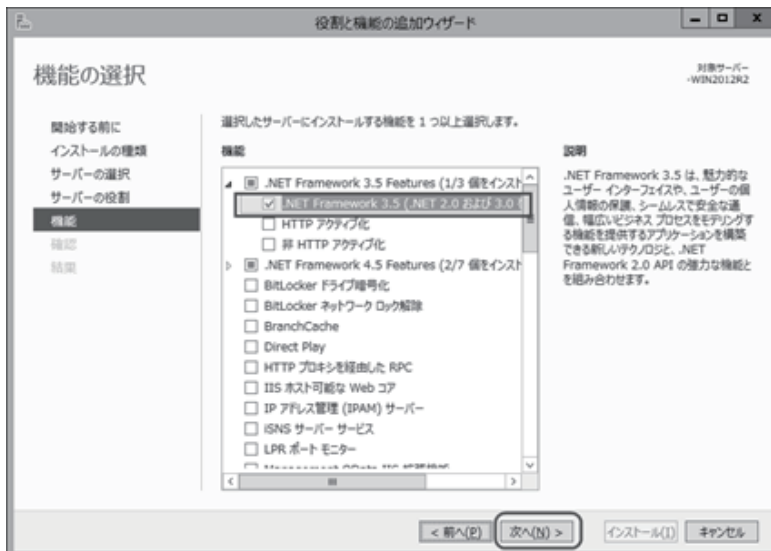 役割と機能の追加ウィザード
機能の選択
対象サーバー
-WIN2012R2
開始する前に
インストールの種類
サーバーの選択
サーバーの役割
機能
確認
結果
選択したサーバーにインストールする機能を 1 つ以上選択します。
機能
.NET Framework 3.5 Features (1/3 個をインスト
.NET Framework 3.5 (.NET 2.0 および 3.0
HTTP アクティブ化
非 HTTP アクティブ化
.NET Framework 4.5 Features (2/7 個をインスト
BitLocker ドライブ暗号化
BitLocker ネットワーク ロック解除
BranchCache
Direct Play
HTTP プロキシを経由した RPC
IIS ホスト可能な Web コア
IP アドレス管理 (IPAM) サーバー
iSNS サーバー サービス
LPR ポート モニター
説明
.NET Framework 3.5 は、魅力的な
ユーザー インターフェイスや、ユーザーの個
人情報の保護、シームレスで安全な通
信、幅広いビジネス プロセスをモデリングす
る機能を提供するアプリケーションを構築
できる新しいテクノロジと、.NET
Framework 2.0 API の強力な機能と
を組み合わせます。
< 前へ(P)
次へ(N) >
インストール(I)
キャンセル